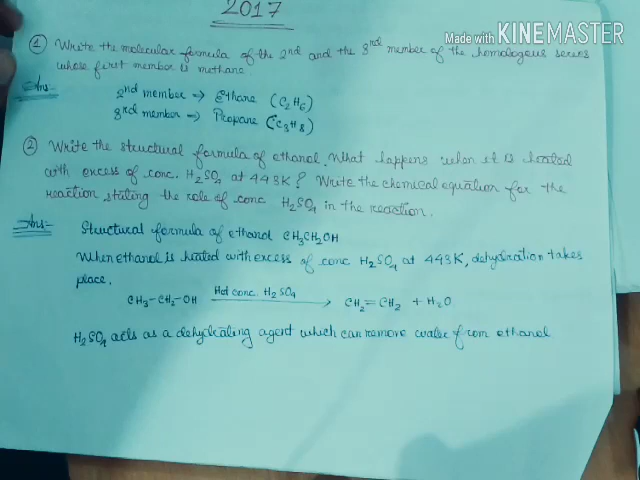 2017
Made with KINEMASTER
① Write the molecular formula of the 2nd and the 3rd member of the homologous series
whose first member is methane.
Ans:-
2nd member → Ethane (C2H6)
3rd member → Propane (C3H8)
② Write the structural formula of ethanol. What happens when it is heated
with excess of conc. H2SO4 at 443K? Write the chemical equation for the
reaction stating the role of conc H2SO4 in the reaction.
Ans:-
Structural formula of ethanol CH3CH2OH
When ethanol is heated with excess of conc H2SO4 at 443K, dehydration takes
place.
CH3-CH2-OH Hot conc. H2SO4 → CH2=CH2 + H2O
H2SO4 acts as a dehydrating agent which can remove water from ethanol